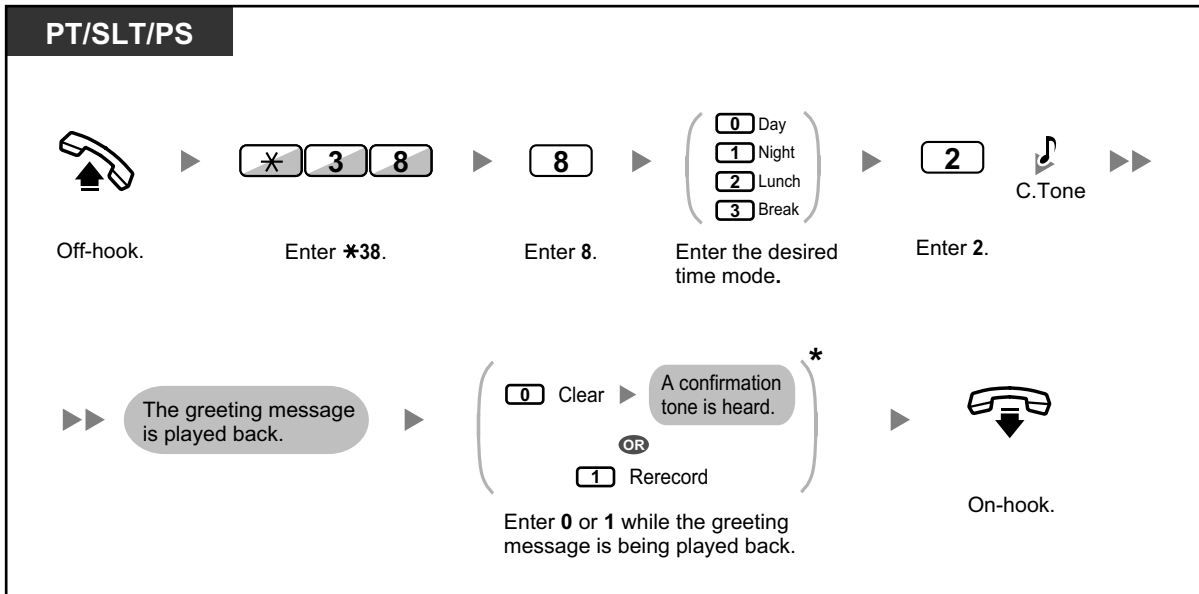 PT/SLT/PS
0 Day
1 Night
2 Lunch
3 Break
✳ 3 8
8
2
C.Tone
Off-hook.
Enter ✳38.
Enter 8.
Enter the desired
time mode.
Enter 2.
The greeting message
is played back.
0 Clear
A confirmation
tone is heard.
*
OR
1 Rerecord
Enter 0 or 1 while the greeting
message is being played back.
On-hook.